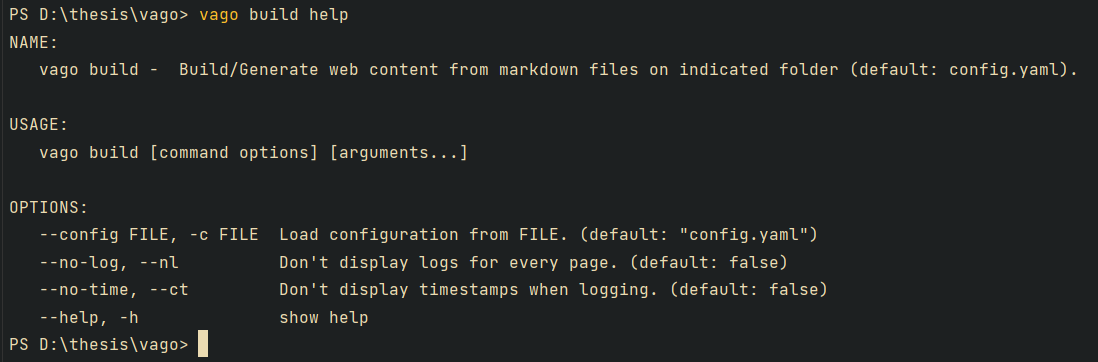 PS D:\thesis\vago> vago build help
NAME:
   vago build -  Build/Generate web content from markdown files on indicated folder (default: config.yaml).

USAGE:
   vago build [command options] [arguments...]

OPTIONS:
   --config FILE, -c FILE  Load configuration from FILE. (default: "config.yaml")
   --no-log, --nl          Don't display logs for every page. (default: false)
   --no-time, --ct         Don't display timestamps when logging. (default: false)
   --help, -h              show help
PS D:\thesis\vago>